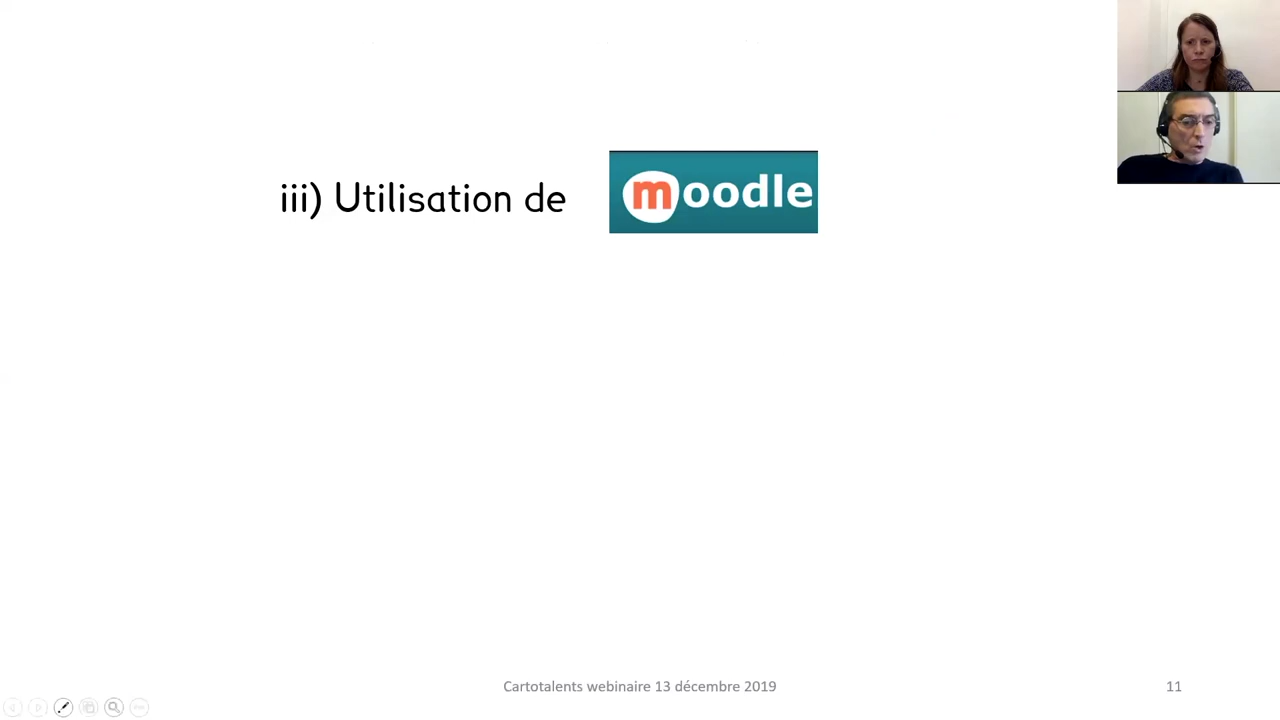 iii) Utilisation de moodle
Cartotalents webinaire 13 décembre 2019
11